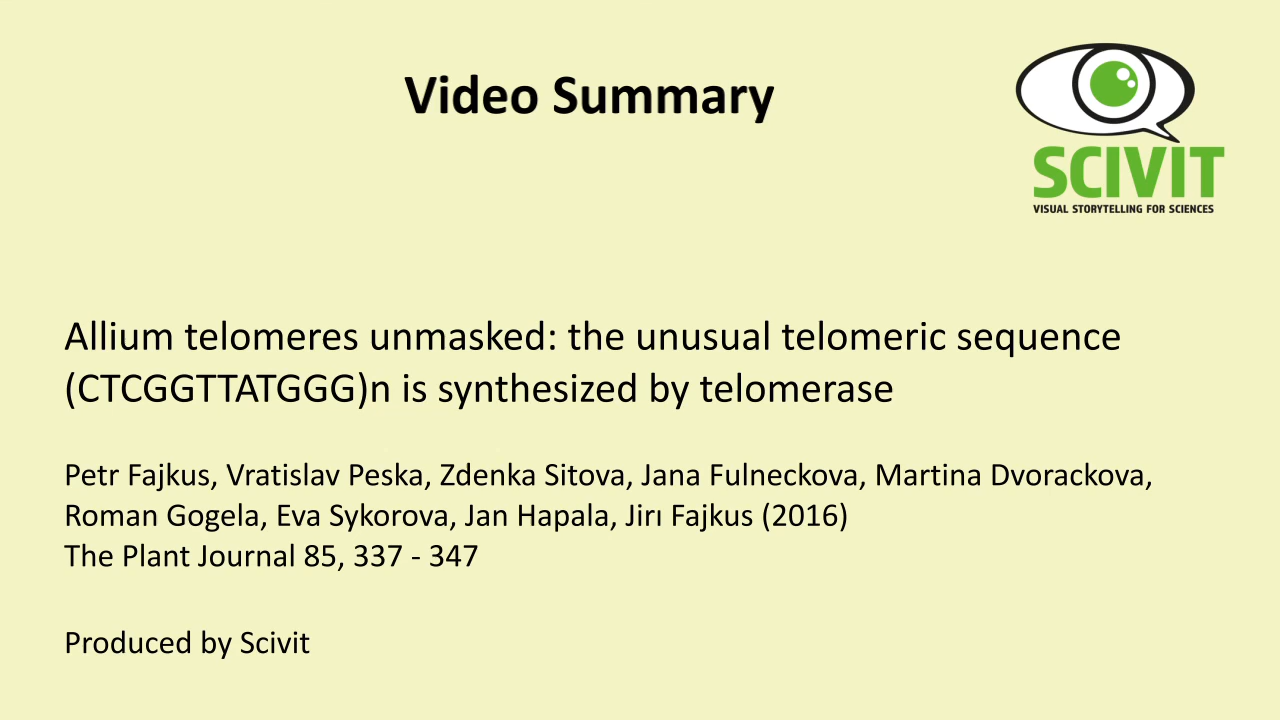 Video Summary
SCIVIT
VISUAL STORYTELLING FOR SCIENCES
Allium telomeres unmasked: the unusual telomeric sequence
(CTCGGTTATGGG)n is synthesized by telomerase
Petr Fajkus, Vratislav Peska, Zdenka Sitova, Jana Fulneckova, Martina Dvorackova,
Roman Gogela, Eva Sykorova, Jan Hapala, Jirı Fajkus (2016)
The Plant Journal 85, 337 - 347
Produced by Scivit